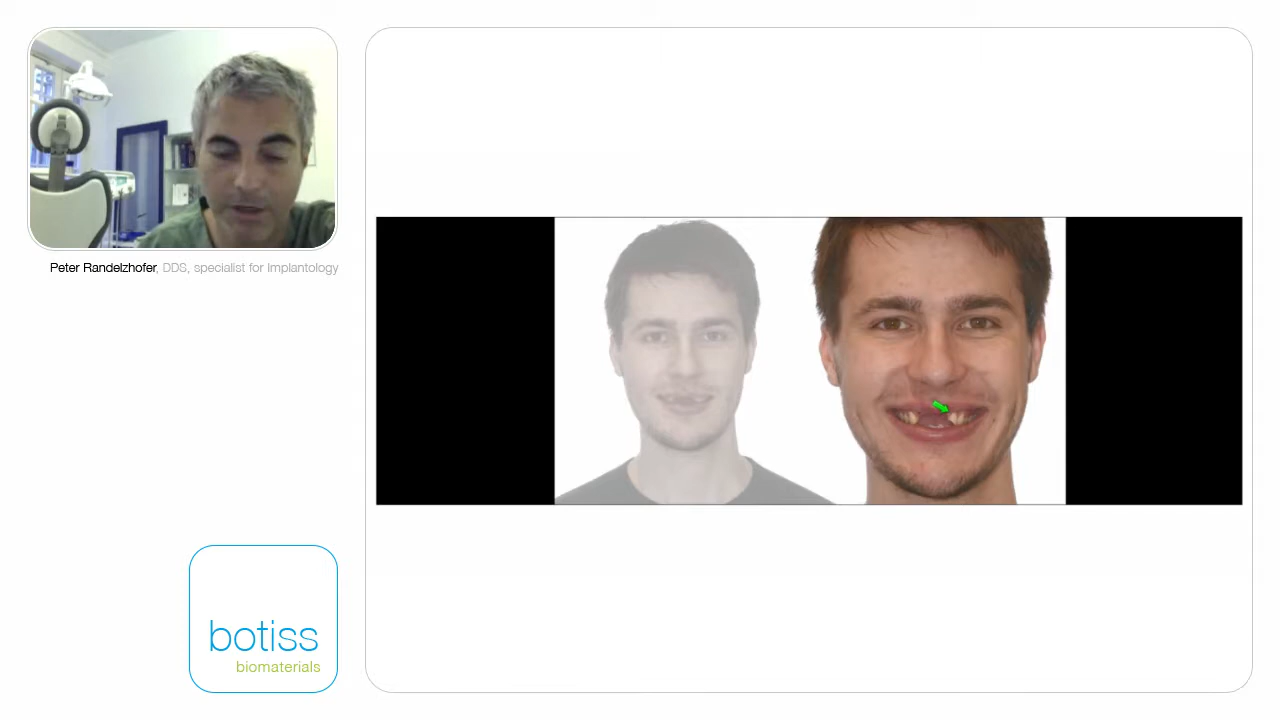 Peter Randelzhofer, DDS, specialist for Implantology
botiss
biomaterials